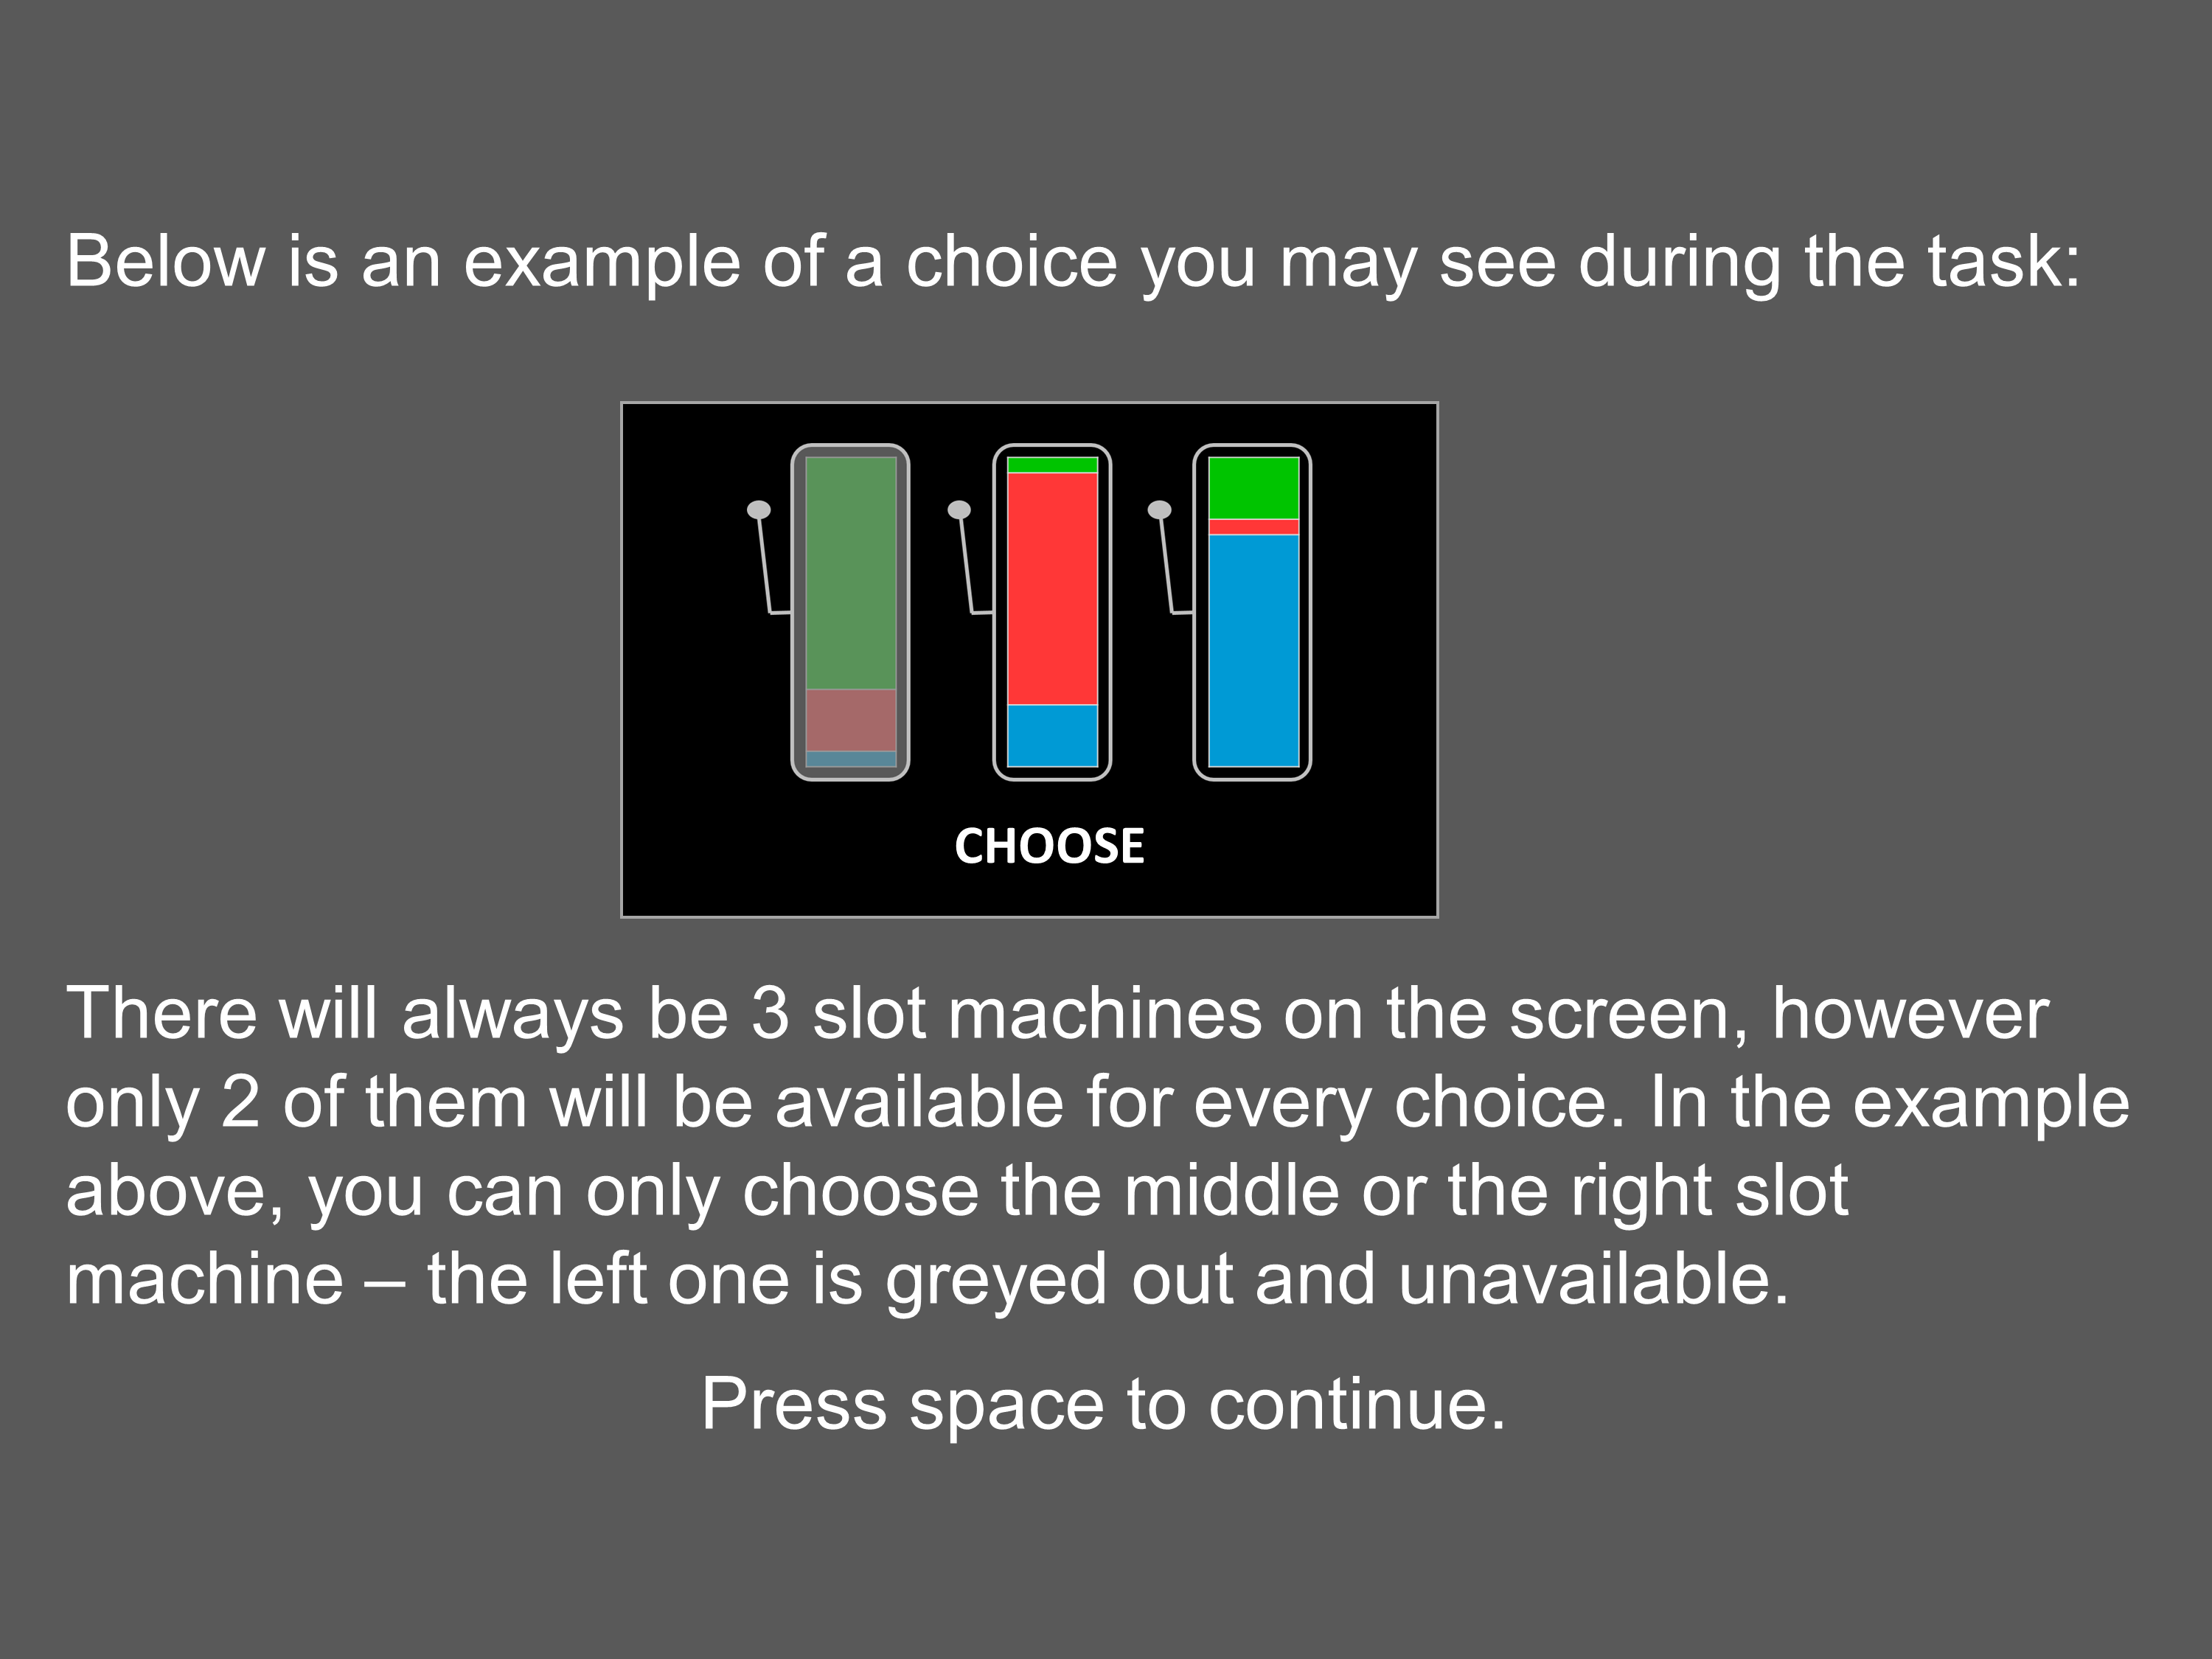 Below is an example of a choice you may see during the task:
CHOOSE
There will always be 3 slot machines on the screen, however
only 2 of them will be available for every choice. In the example
above, you can only choose the middle or the right slot
machine – the left one is greyed out and unavailable.
Press space to continue.